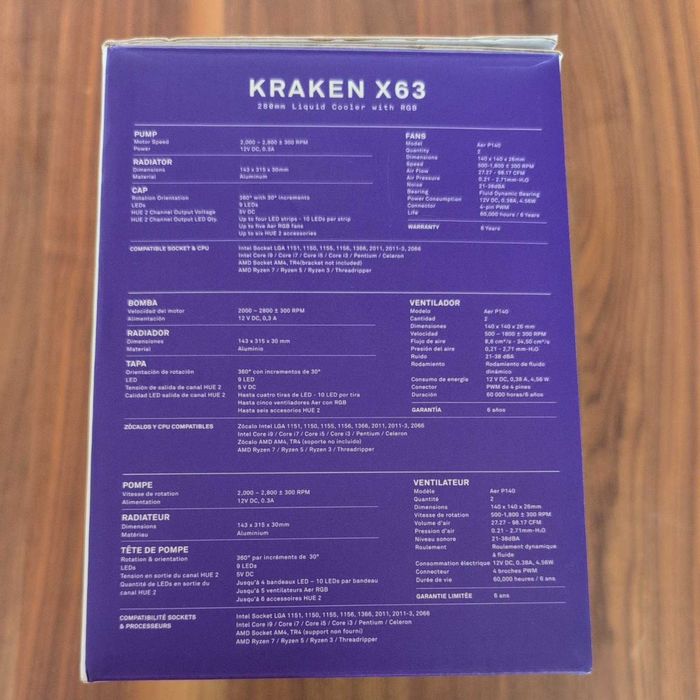 KRAKEN X63
280mm Liquid Cooler with RGB
PUMP
Motor Speed 2,000 – 2,800 ± 300 RPM
Power 12V DC, 0.3A
RADIATOR
Dimensions 143 x 315 x 30mm
Material Aluminum
CAP
Rotation Orientation 360° with 30° increments
LEDs 9 LEDs
HUE 2 Channel Output Voltage 5V DC
HUE 2 Channel Output LED Qty. Up to four LED strips - 10 LEDs per strip
Up to five Aer RGB fans
Up to six HUE 2 accessories
FANS
Model Aer P140
Quantity 2
Dimensions 140 x 140 x 26mm
Speed 500-1,800 ± 300 RPM
Air Flow 27.27 - 98.17 CFM
Air Pressure 0.21 - 2.71mm-H₂O
Noise 21-38dBA
Bearing Fluid Dynamic Bearing
Power Consumption 12V DC, 0.38A, 4.56W
Connector 4-pin PWM
Life 60,000 hours / 6 Years
WARRANTY 6 Years
COMPATIBLE SOCKET & CPU Intel Socket LGA 1151, 1150, 1155, 1156, 1366, 2011, 2011-3, 2066
Intel Core i9 / Core i7 / Core i5 / Core i3 / Pentium / Celeron
AMD Socket AM4, TR4(bracket not included)
AMD Ryzen 7 / Ryzen 5 / Ryzen 3 / Threadripper
BOMBA
Velocidad del motor 2000 – 2800 ± 300 RPM
Alimentación 12 V DC, 0,3 A
RADIADOR
Dimensiones 143 x 315 x 30 mm
Material Aluminio
TAPA
Orientación de rotación 360° con incrementos de 30°
LED 9 LED
Tensión de salida de canal HUE 2 5 V DC
Calidad LED salida de canal HUE 2 Hasta cuatro tiras de LED - 10 LED por tira
Hasta cinco ventiladores Aer con RGB
Hasta seis accesorios HUE 2
VENTILADOR
Modelo Aer P140
Cantidad 2
Dimensiones 140 x 140 x 26 mm
Velocidad 500 – 1800 ± 300 RPM
Flujo de aire 9,6 cm³/s - 34,50 cm³/s
Presión del aire 0,21 - 2,71 mm-H₂O
Ruido 21-38 dBA
Rodamiento Rodamiento de fluido
dinámico
Consumo de energía 12 V DC, 0,38 A, 4,56 W
Conector PWM de 4 pines
Duración 60 000 horas/6 años
GARANTÍA 6 años
ZÓCALOS Y CPU COMPATIBLES Zócalo Intel LGA 1151, 1150, 1155, 1156, 1366, 2011, 2011-3, 2066
Intel Core i9 / Core i7 / Core i5 / Core i3 / Pentium / Celeron
Zócalo AMD AM4, TR4 (soporte no incluido)
AMD Ryzen 7 / Ryzen 5 / Ryzen 3 / Threadripper
POMPE
Vitesse de rotation 2,000 – 2,800 ± 300 RPM
Alimentation 12V DC, 0.3A
RADIATEUR
Dimensions 143 x 315 x 30mm
Matériau Aluminium
TÊTE DE POMPE
Rotation & orientation 360° par incréments de 30°
LEDs 9 LEDs
Tension en sortie du canal HUE 2 5V DC
Quantité de LEDs en sortie du Jusqu'à 4 bandeaux LED – 10 LEDs par bandeau
canal HUE 2 Jusqu'à 5 ventilateurs Aer RGB
Jusqu'à 6 accessoires HUE 2
VENTILATEUR
Modèle Aer P140
Quantité 2
Dimensions 140 x 140 x 26mm
Vitesse de rotation 500-1,800 ± 300 RPM
Volume d'air 27.27 - 98.17 CFM
Pression d'air 0.21 - 2.71mm-H₂O
Niveau sonore 21-38dBA
Roulement Roulement dynamique
à fluide
Consommation électrique 12V DC, 0.38A, 4.56W
Connecteur 4 broches PWM
Durée de vie 60,000 heures / 6 ans
GARANTIE LIMITÉE 6 ans
COMPATIBILITÉ SOCKETS Intel Socket LGA 1151, 1150, 1155, 1156, 1366, 2011, 2011-3, 2066
& PROCESSEURS Intel Core i9 / Core i7 / Core i5 / Core i3 / Pentium / Celeron
AMD Socket AM4, TR4 (support non fourni)
AMD Ryzen 7 / Ryzen 5 / Ryzen 3 / Threadripper